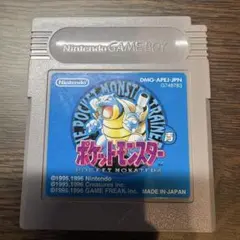 Nintendo GAME BOY
DMG-APEJ-JPN
POCKET MONSTERS TRAINER
青
ポケットモンスター
POCKET MONSTERS
©1995,1996 Nintendo
©1995,1996 Creatures inc.
©1995,1996 GAME FREAK inc.
MADE IN JAPAN